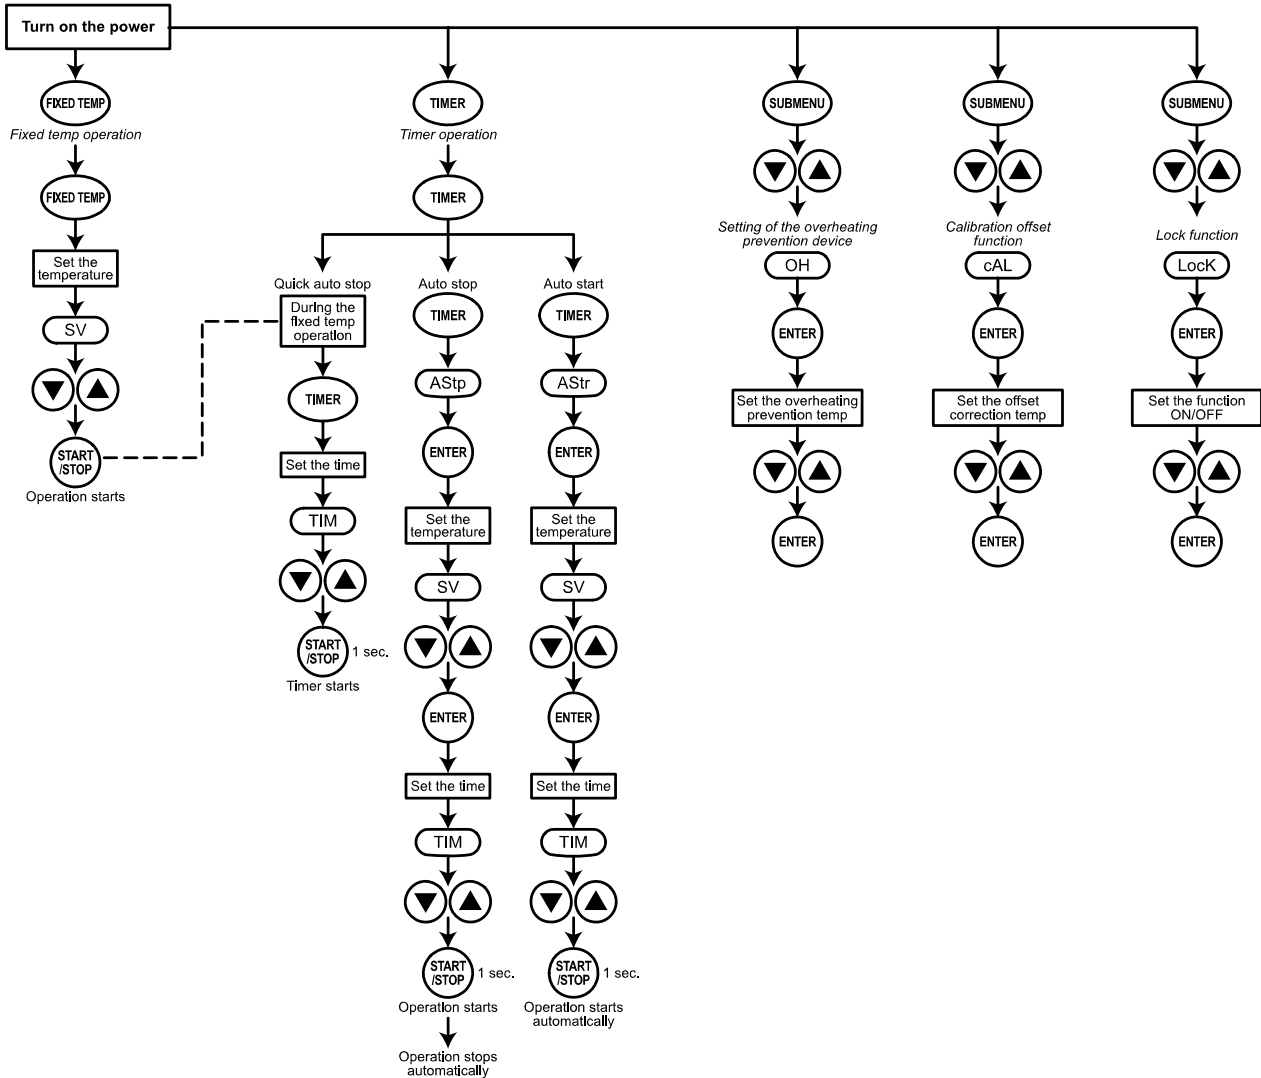 Turn on the power
FIXED TEMP
Fixed temp operation
FIXED TEMP
Set the
temperature
SV
START
/STOP
Operation starts
TIMER
Timer operation
TIMER
Quick auto stop
During the
fixed temp
operation
TIMER
Set the time
TIM
START
/STOP
1 sec.
Timer starts
Auto stop
TIMER
AStp
ENTER
Set the
temperature
SV
ENTER
Set the time
TIM
START
/STOP
1 sec.
Operation starts
Operation stops
automatically
Auto start
TIMER
AStr
ENTER
Set the
temperature
SV
ENTER
Set the time
TIM
START
/STOP
1 sec.
Operation starts
automatically
SUBMENU
Setting of the overheating
prevention device
OH
ENTER
Set the overheating
prevention temp
ENTER
SUBMENU
Calibration offset
function
cAL
ENTER
Set the offset
correction temp
ENTER
SUBMENU
Lock function
LocK
ENTER
Set the function
ON/OFF
ENTER